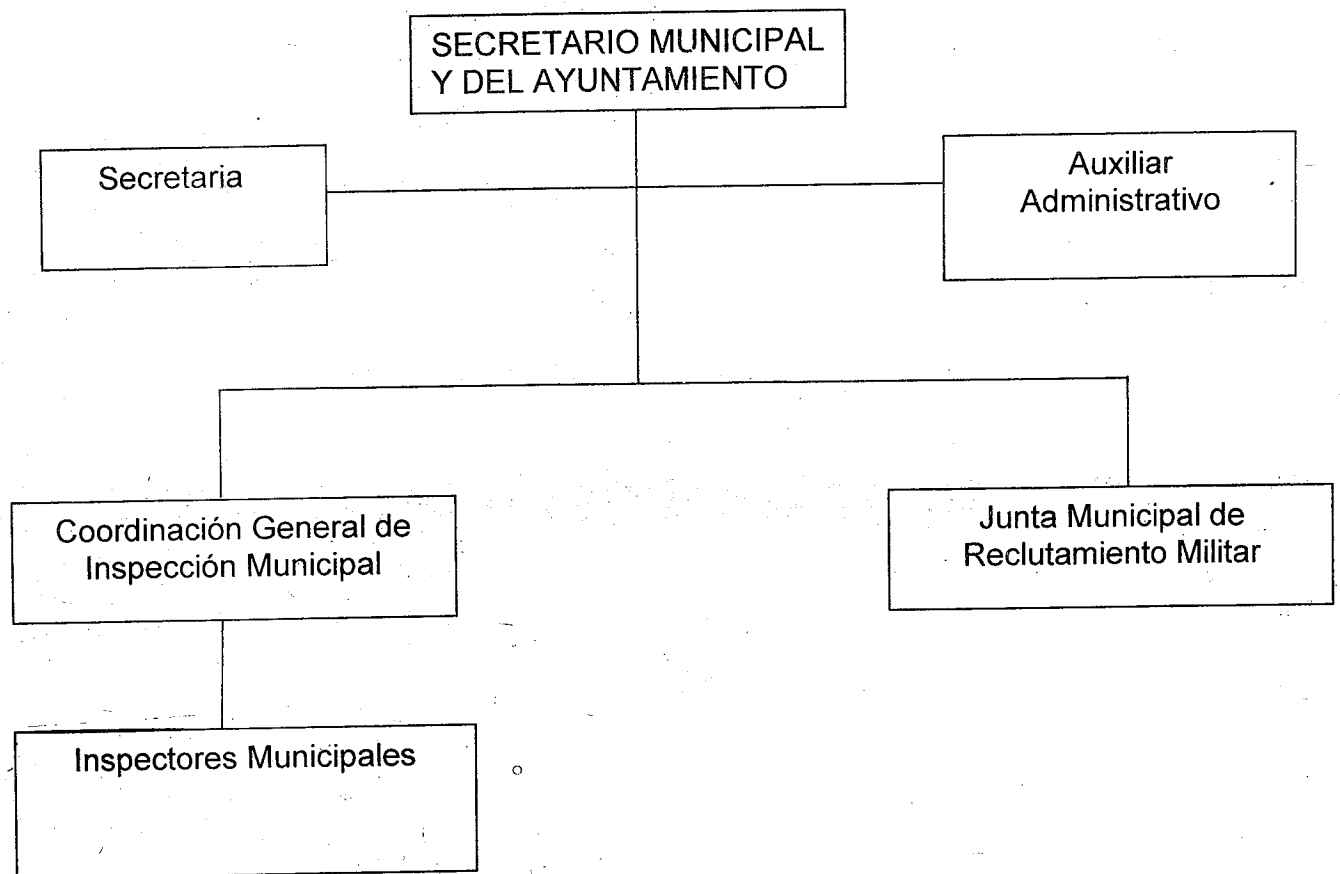 SECRETARIO MUNICIPAL
Y DEL AYUNTAMIENTO
Secretaria
Auxiliar
Administrativo
Coordinación General de
Inspección Municipal
Junta Municipal de
Reclutamiento Militar
Inspectores Municipales